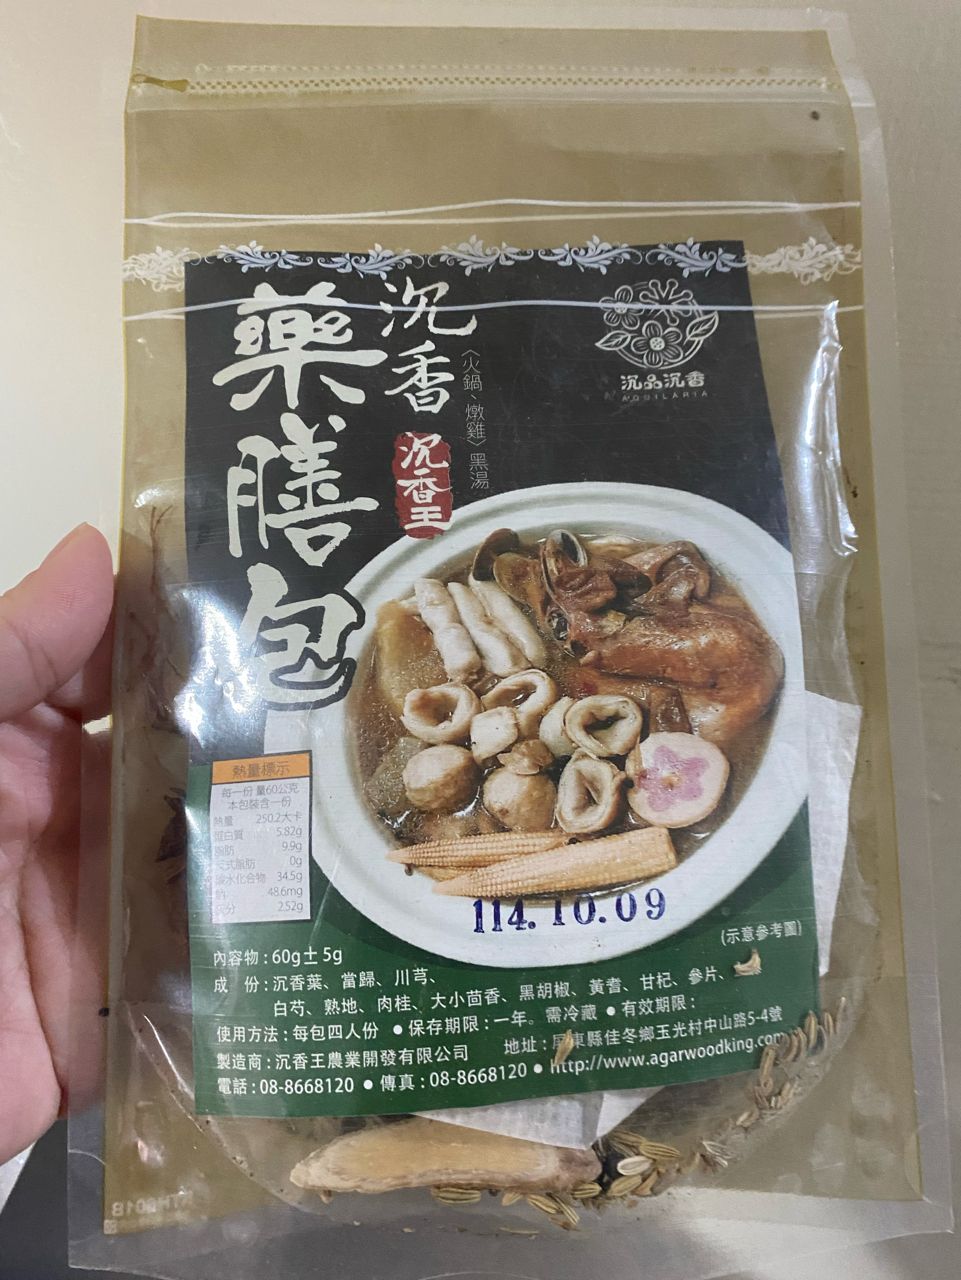 沉香
藥膳包
〈火鍋、燉雞〉黑湯
沉香王
沉品沉香
AQUILARIA
熱量標示
每一份 量60公克
本包裝含一份
熱量 250.2大卡
蛋白質 5.82g
脂肪 9.9g
式脂肪 0g
碳水化合物 34.5g
鈉 48.6mg
分 2.52g
114.10.09
(示意參考圖)
內容物:60g±5g
成 份:沉香葉、當歸、川芎、
白芍、熟地、肉桂、大小茴香、黑胡椒、黃耆、甘杞、參片、
使用方法:每包四人份 ●保存期限:一年。需冷藏 ●有效期限:
製造商:沉香王農業開發有限公司 地址:屏東縣佳冬鄉玉光村中山路5-4號
電話:08-8668120 ● 傳真:08-8668120 ● http://www.agarwoodking.com